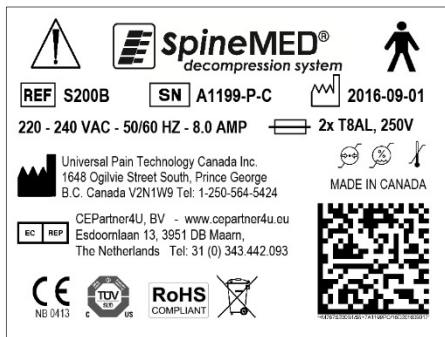 SpineMED®
decompression system
REF S200B SN A1199-P-C 2016-09-01
220 - 240 VAC - 50/60 HZ - 8.0 AMP 2x T8AL, 250V
Universal Pain Technology Canada Inc.
1648 Ogilvie Street South, Prince George
B.C. Canada V2N1W9 Tel: 1-250-564-5424
MADE IN CANADA
EC REP
CEPartner4U, BV - www.cepartner4u.eu
Esdoornlaan 13, 3951 DB Maarn,
The Netherlands Tel: 31 (0) 343.442.093
CE
NB 0413
TÜV
SÜD
C US
RoHS
COMPLIANT